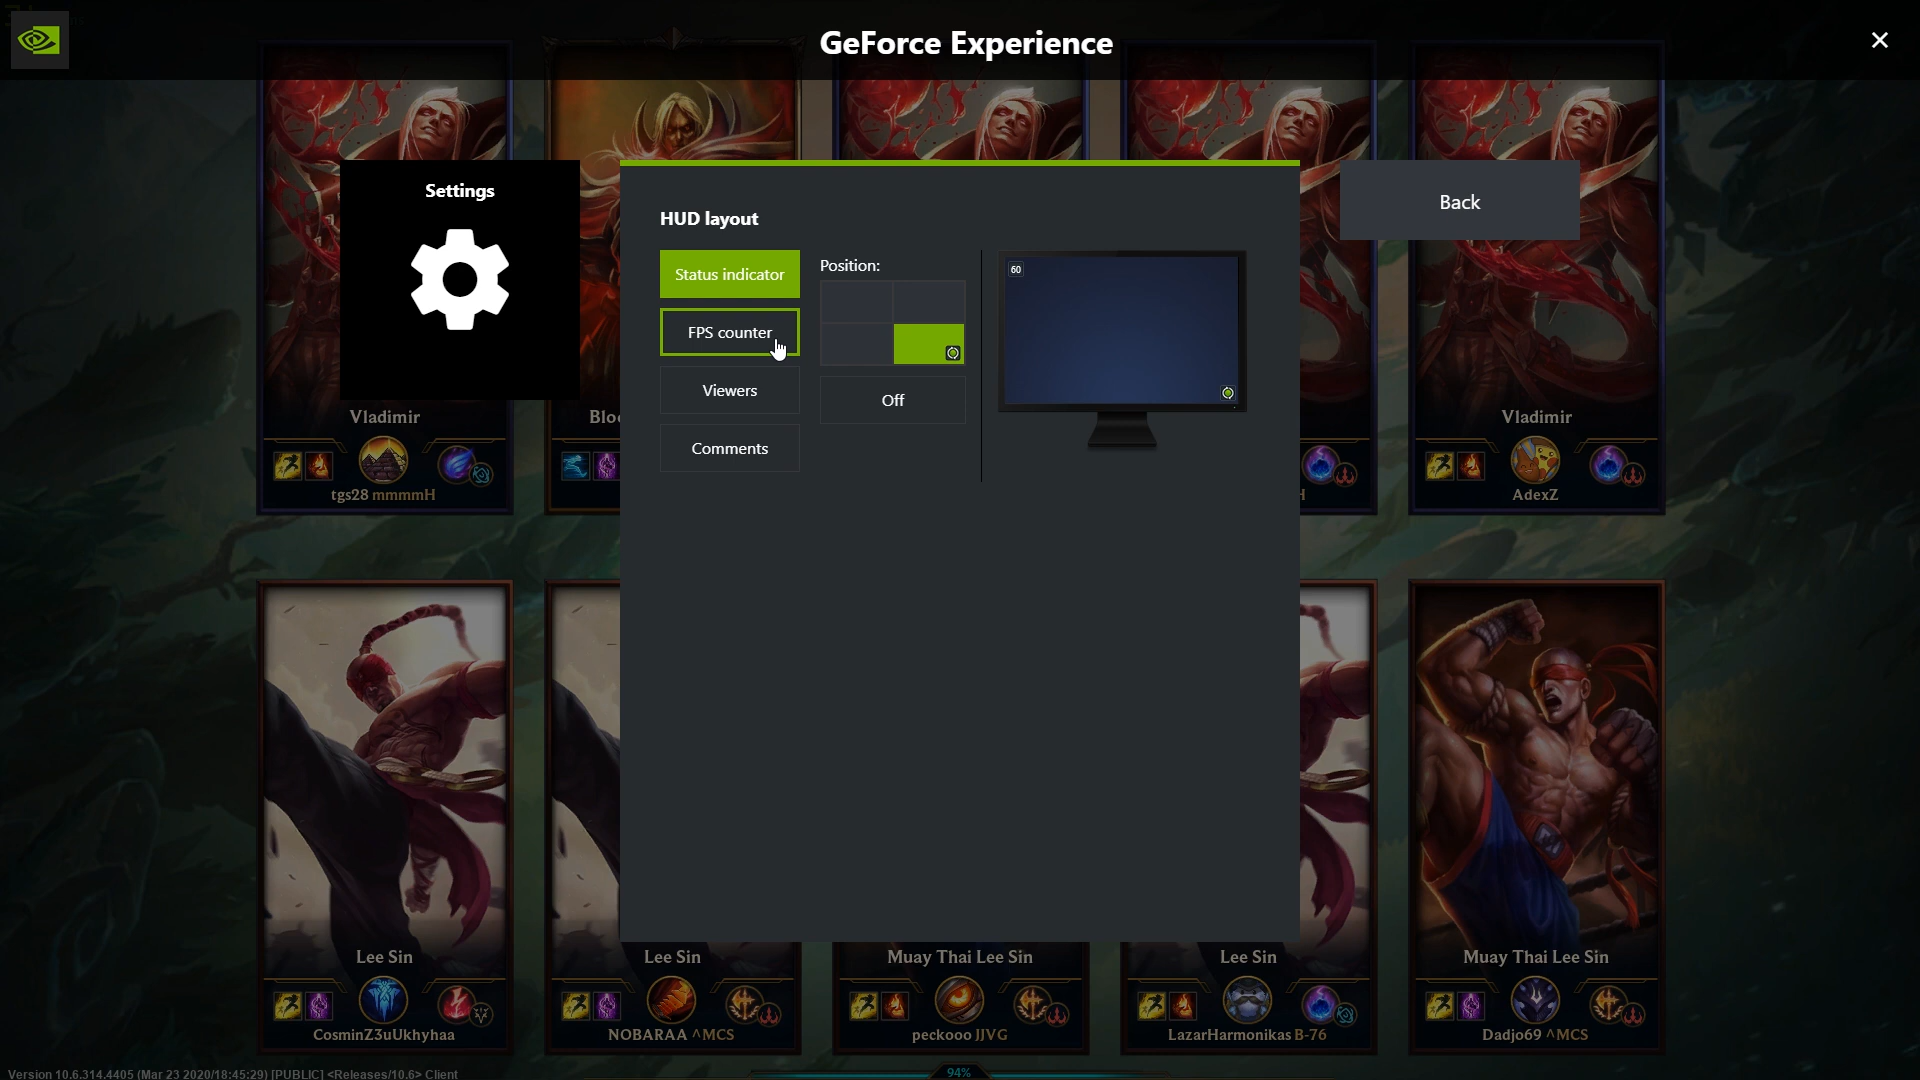 GeForce Experience
Settings
HUD layout
Back
Status indicator
Position:
60
FPS counter
Viewers
Off
Comments
Vladimir
Vladimir
tgs28 mmmmH
AdexZ
Lee Sin
Lee Sin
Muay Thai Lee Sin
Lee Sin
Muay Thai Lee Sin
CosminZ3uUkhyhaa
NOBARAA ^MCS
peckooo JJVG
LazarHarmonikas B-76
Dadjo69 ^MCS
Version 10.6.314.4405 (Mar 23 2020/18:45:29) [PUBLIC] <Releases/10.6> Client
94%